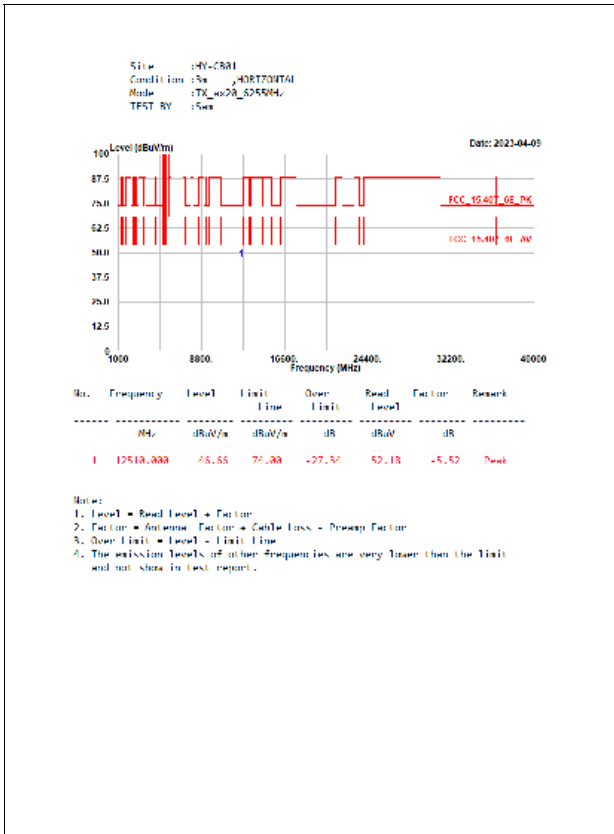 Site :HY-CB01
Condition :3m ,HORIZONTAL
Mode :TX_ax20_6255MHz
TEST BY :Sam
Level (dBuV/m)
Date: 2023-04-09
100
87.5
75.0
FCC_15.407_6E_PK
62.5
FCC_15.407_6E_AV
50.0
1
37.5
25.0
12.5
0
1000 8800. 16600. 24400. 32200. 40000
Frequency (MHz)
No. Frequency Level Limit Over Read Factor Remark
Line Limit Level
MHz dBuV/m dBuV/m dB dBuV dB
1 12510.000 46.66 74.00 -27.34 52.18 -5.52 Peak
Note:
1. Level = Read Level + Factor
2. Factor = Antenna Factor + Cable Loss - Preamp Factor
3. Over Limit = Level - Limit Line
4. The emission levels of other frequencies are very lower than the limit
and not show in test report.